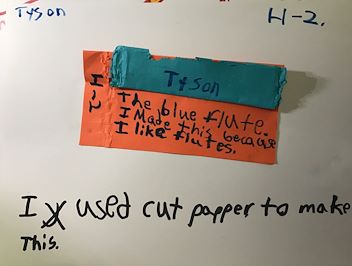 Tyson
H-2.
Tyson
H-2
The blue flute.
I Made this because
I like flutes.
I used cut papper to make
This.